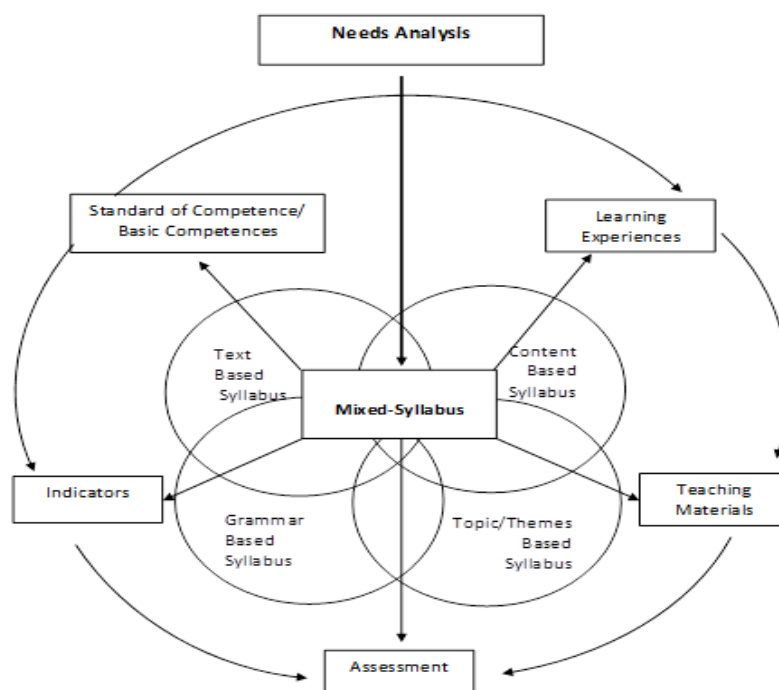 Needs Analysis
Standard of Competence/
Basic Competences
Learning
Experiences
Text
Based
Syllabus
Content
Based
Syllabus
Mixed-Syllabus
Indicators
Teaching
Materials
Grammar
Based
Syllabus
Topic/Themes
Based
Syllabus
Assessment